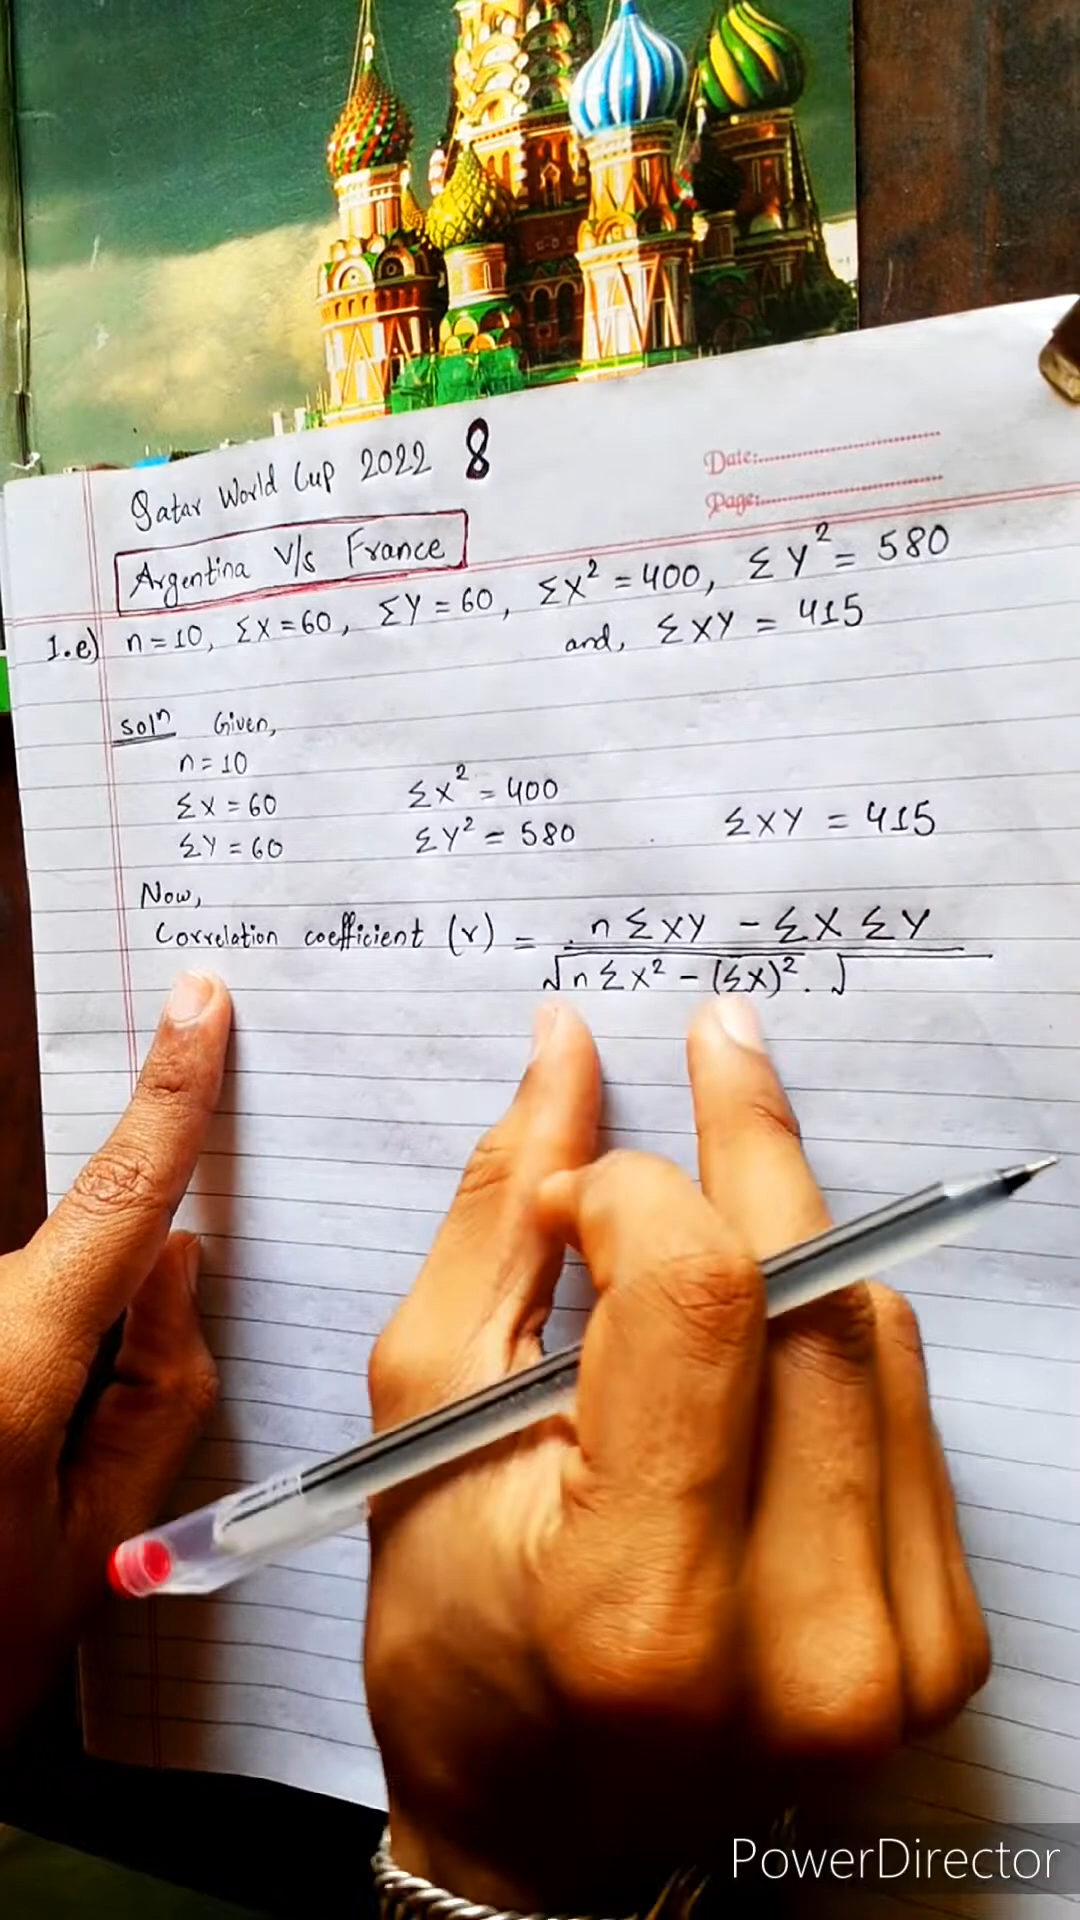 Qatar World Cup 2022 8
Date:
Page:
Argentina V/s France
1.e) n=10, ΣX=60, ΣY=60, ΣX²=400, ΣY²=580
and, ΣXY = 415
Solⁿ Given,
n=10
ΣX=60 ΣX²=400
ΣY=60 ΣY²=580 ΣXY = 415
Now,
Correlation coefficient (r) = nΣXY - ΣX ΣY
√nΣX² - (ΣX)². √
PowerDirector